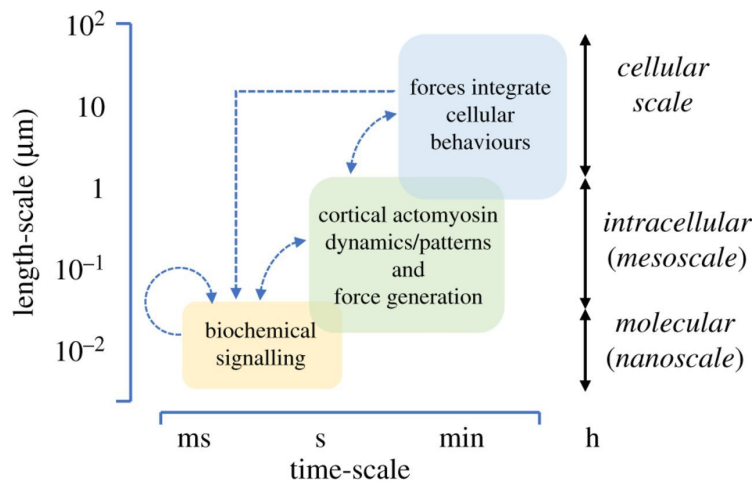 length-scale (µm)
10²
10
1
10⁻¹
10⁻²
forces integrate
cellular
behaviours
cortical actomyosin
dynamics/patterns
and
force generation
biochemical
signalling
cellular
scale
intracellular
(mesoscale)
molecular
(nanoscale)
ms s min h
time-scale